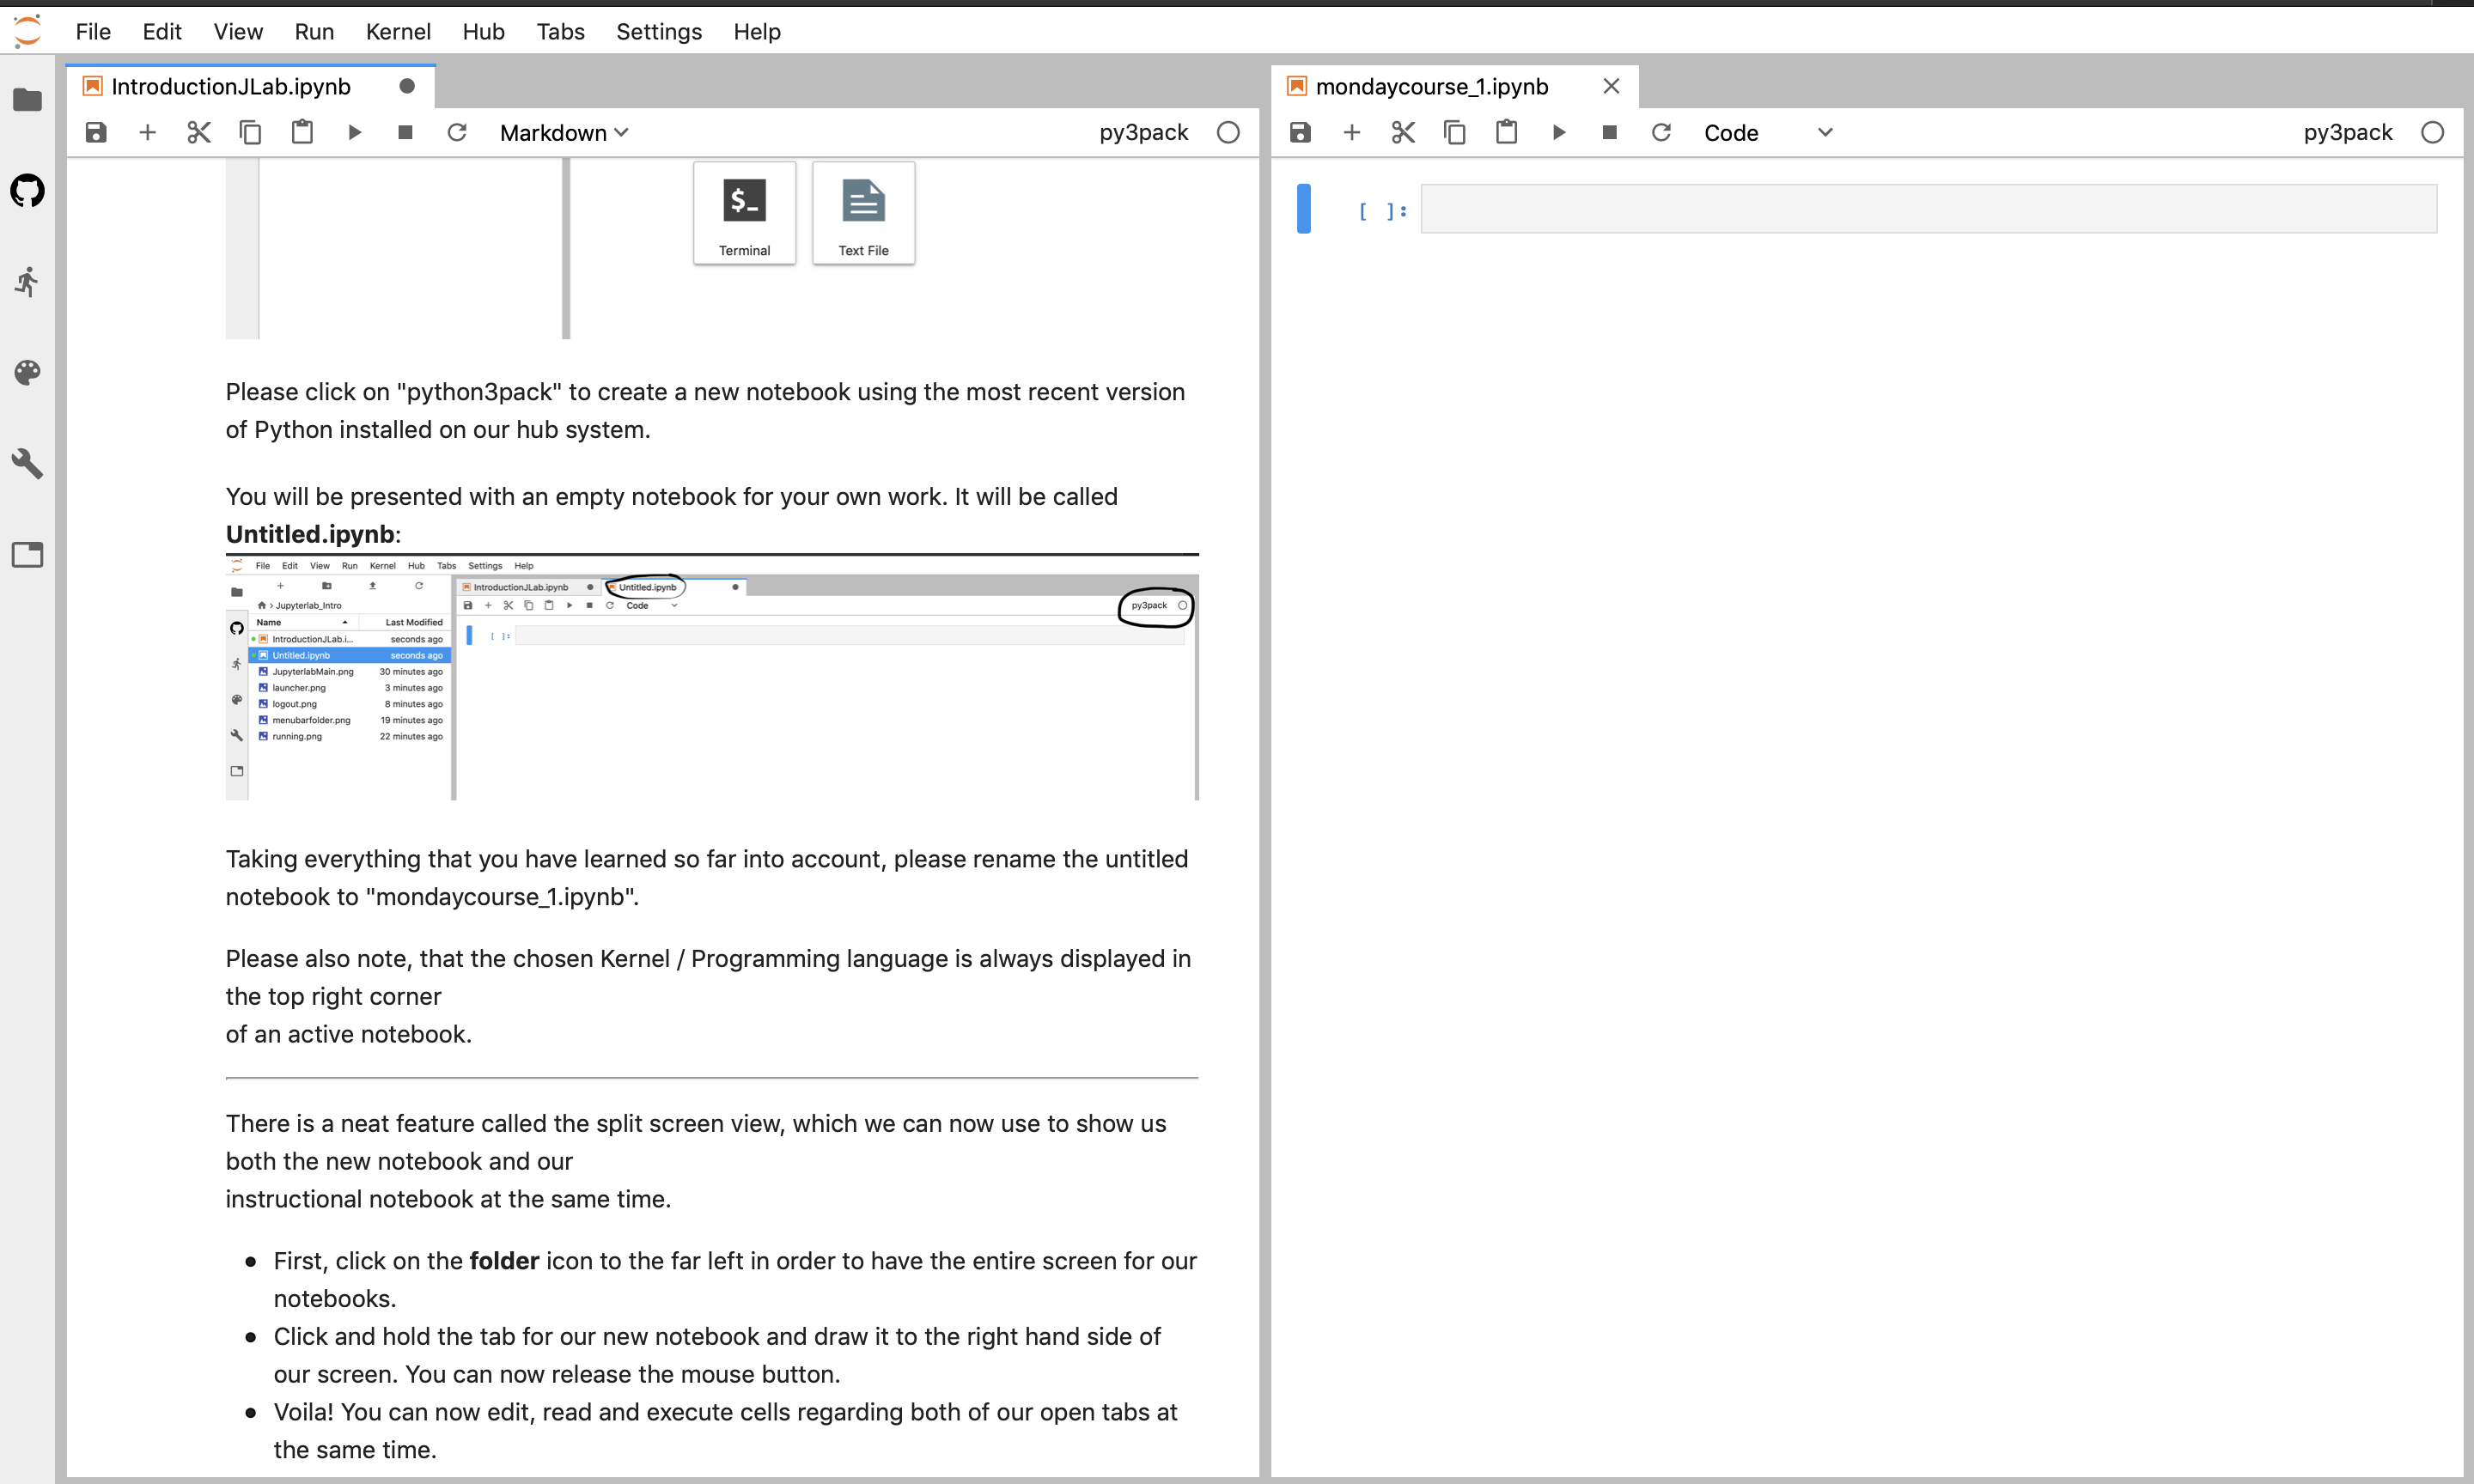 File Edit View Run Kernel Hub Tabs Settings Help
IntroductionJLab.ipynb
Markdown py3pack
$_
Terminal Text File
Please click on "python3pack" to create a new notebook using the most recent version
of Python installed on our hub system.
You will be presented with an empty notebook for your own work. It will be called
Untitled.ipynb:
File Edit View Run Kernel Hub Tabs Settings Help
+
> Jupyterlab_Intro
Name Last Modified
IntroductionJLab.i... seconds ago
Untitled.ipynb seconds ago
JupyterlabMain.png 30 minutes ago
launcher.png 3 minutes ago
logout.png 8 minutes ago
menubarfolder.png 19 minutes ago
running.png 22 minutes ago
IntroductionJLab.ipynb Untitled.ipynb
Code py3pack
[ ]:
Taking everything that you have learned so far into account, please rename the untitled
notebook to "mondaycourse_1.ipynb".
Please also note, that the chosen Kernel / Programming language is always displayed in
the top right corner
of an active notebook.
There is a neat feature called the split screen view, which we can now use to show us
both the new notebook and our
instructional notebook at the same time.
• First, click on the folder icon to the far left in order to have the entire screen for our
notebooks.
• Click and hold the tab for our new notebook and draw it to the right hand side of
our screen. You can now release the mouse button.
• Voila! You can now edit, read and execute cells regarding both of our open tabs at
the same time.
mondaycourse_1.ipynb
Code py3pack
[ ]: